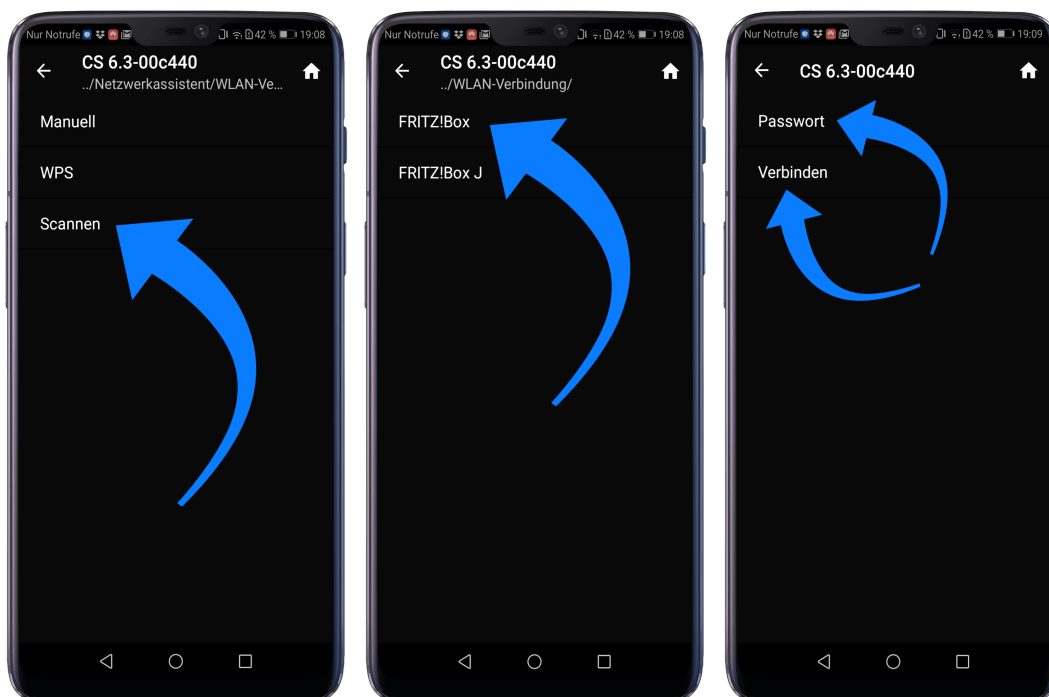 Nur Notrufe 42 % 19:08
CS 6.3-00c440
../Netzwerkassistent/WLAN-Ve...
Manuell
WPS
Scannen
Nur Notrufe 42 % 19:08
CS 6.3-00c440
../WLAN-Verbindung/
FRITZ!Box
FRITZ!Box J
Nur Notrufe 42 % 19:09
CS 6.3-00c440
Passwort
Verbinden